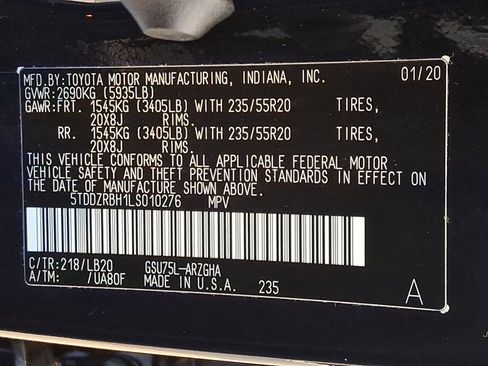 MFD.BY:TOYOTA MOTOR MANUFACTURING, INDIANA, INC. 01/20
GVWR:2690KG (5935LB)
GAWR:FRT. 1545KG (3405LB) WITH 235/55R20 TIRES,
20X8J RIMS.
RR. 1545KG (3405LB) WITH 235/55R20 TIRES,
20X8J RIMS.
THIS VEHICLE CONFORMS TO ALL APPLICABLE FEDERAL MOTOR
VEHICLE SAFETY AND THEFT PREVENTION STANDARDS IN EFFECT ON
THE DATE OF MANUFACTURE SHOWN ABOVE.
5TDDZRBH1LS010276 MPV
C/TR:218/LB20 GSU75L-ARZGHA
A/TM: /UA80F MADE IN U.S.A. 235 A